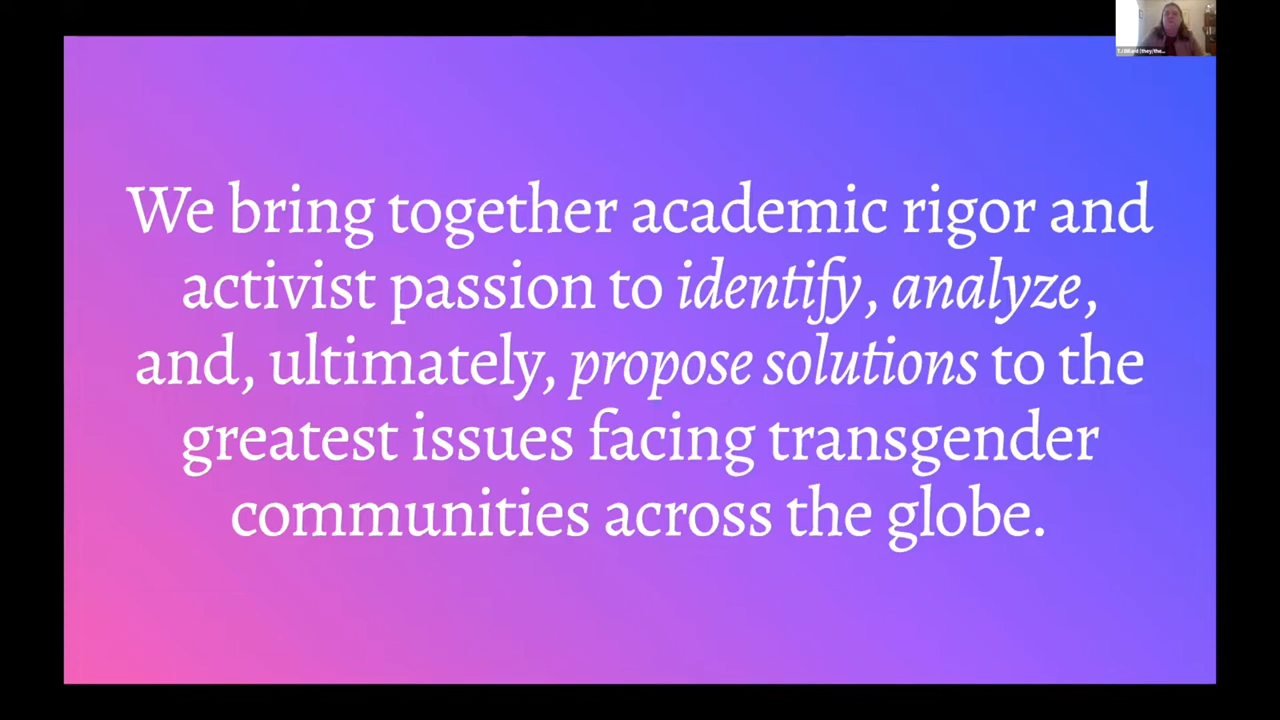 We bring together academic rigor and
activist passion to identify, analyze,
and, ultimately, propose solutions to the
greatest issues facing transgender
communities across the globe.